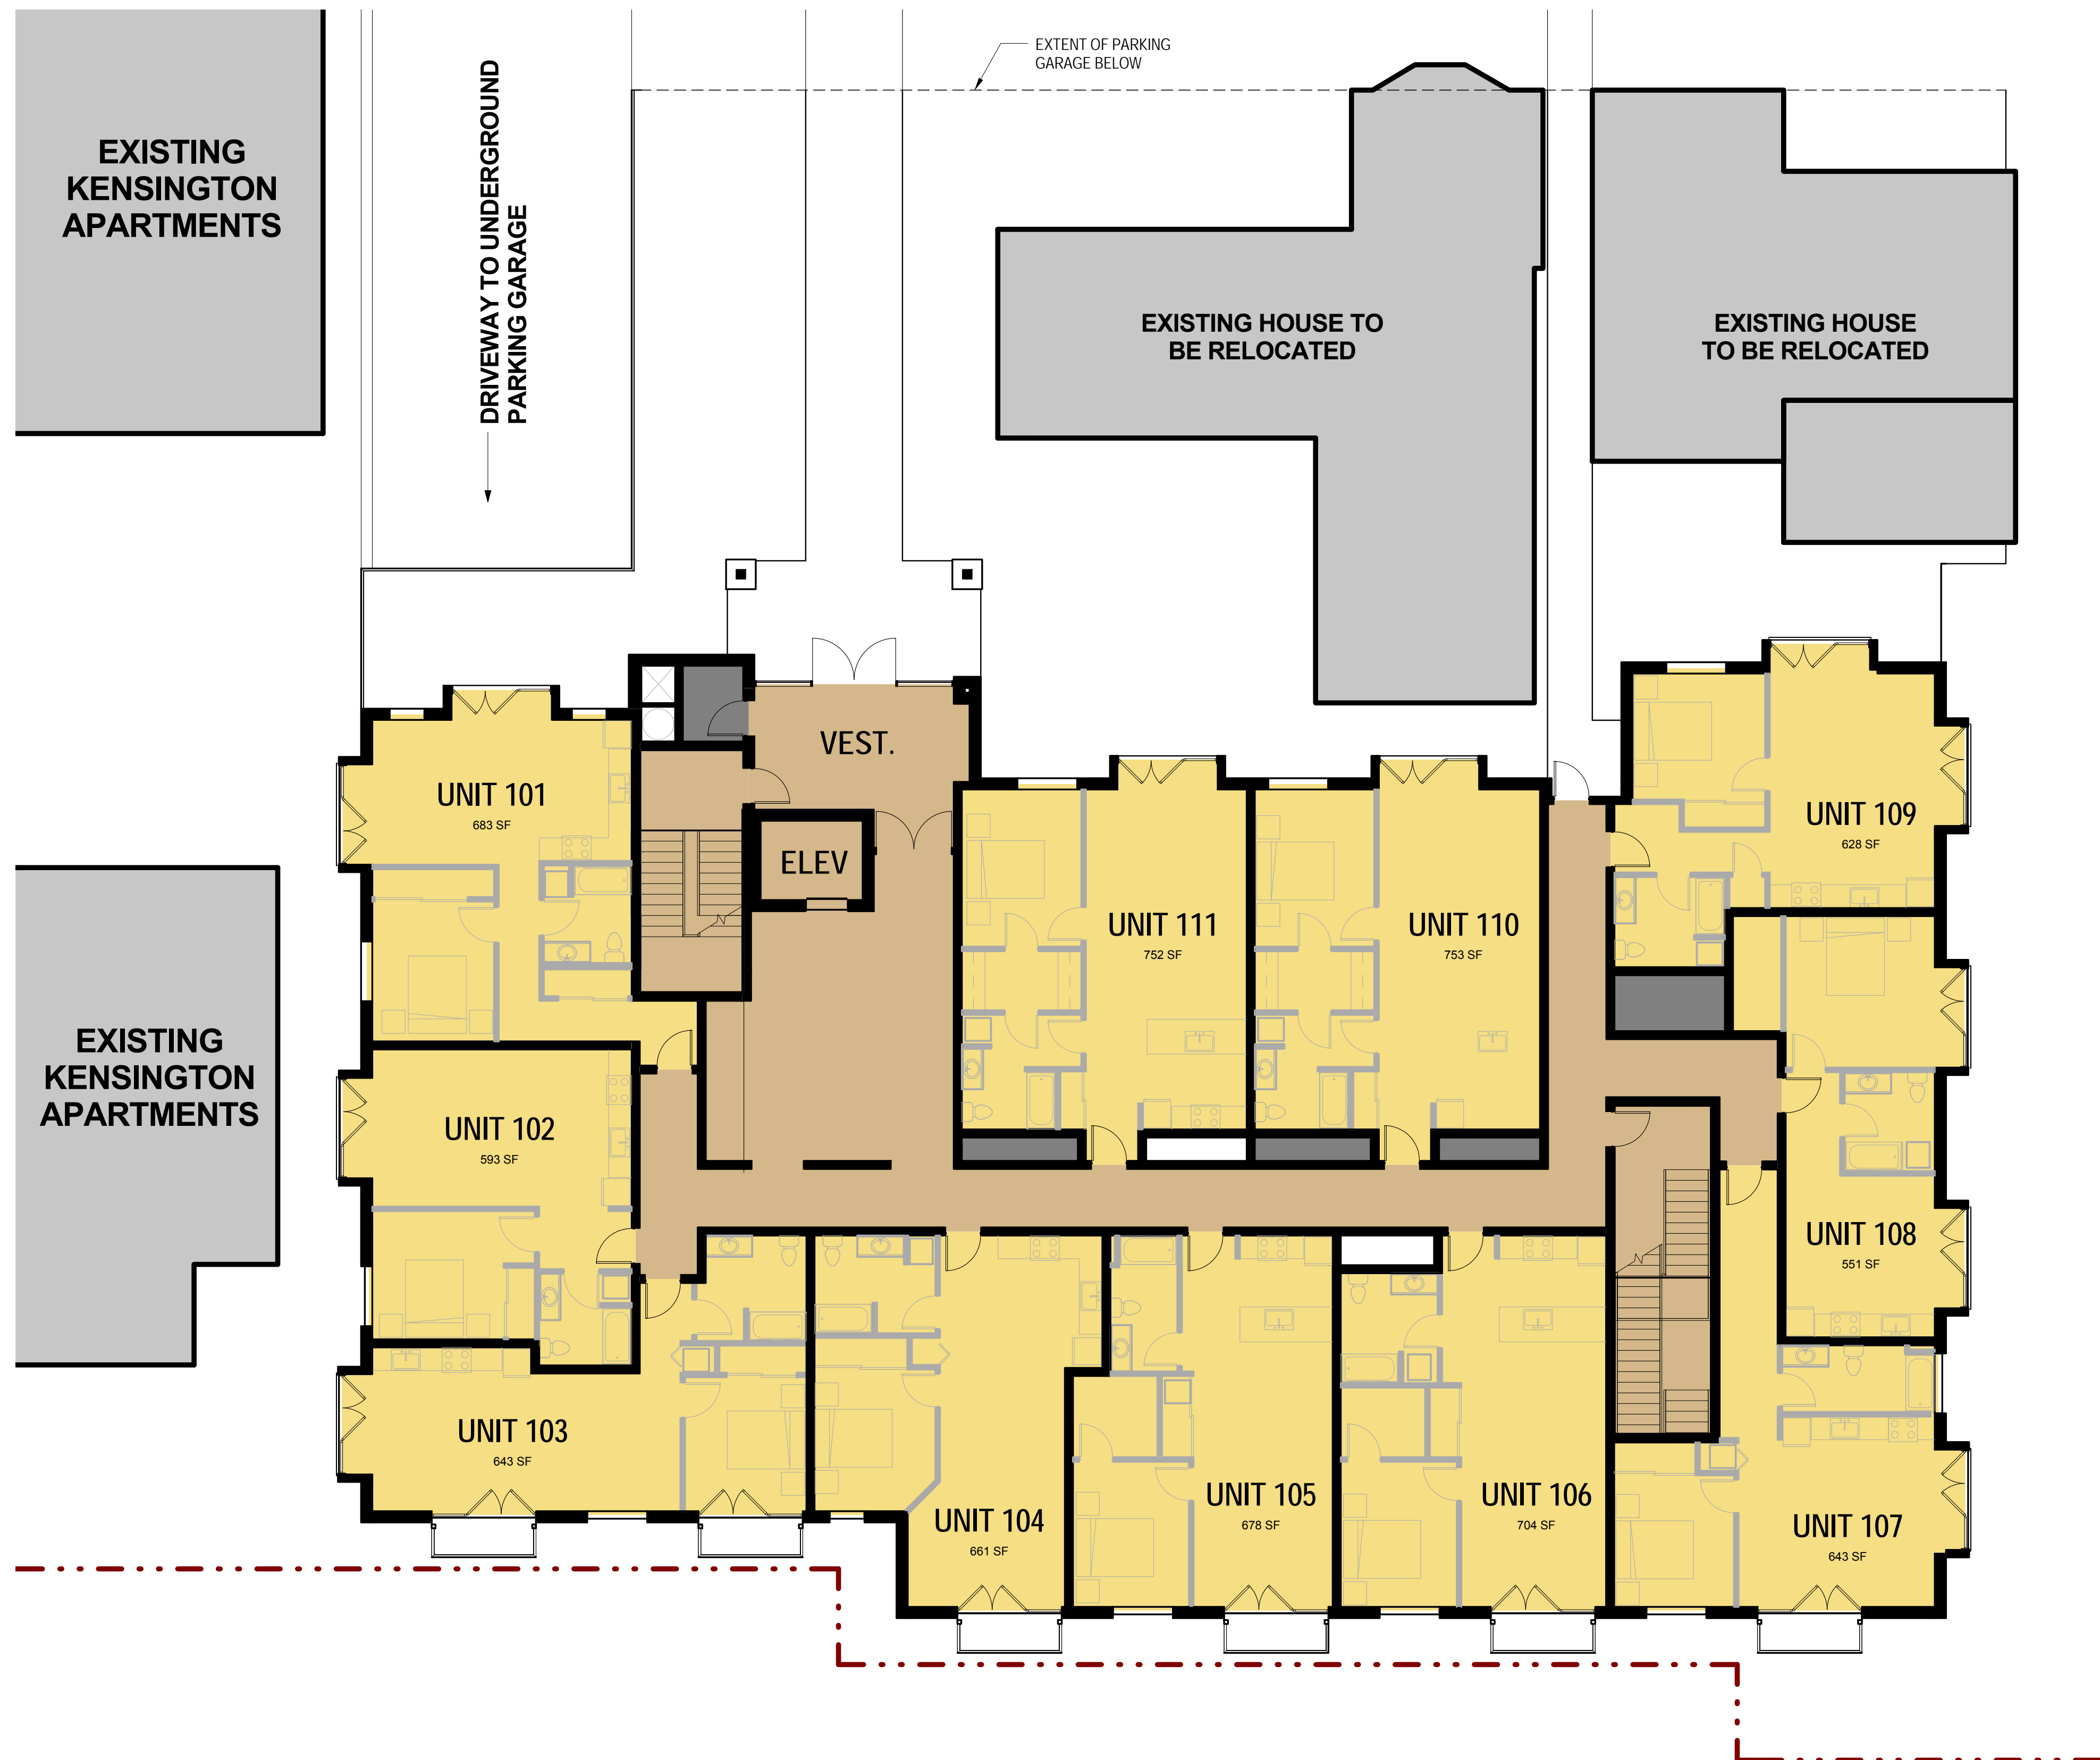 EXTENT OF PARKING
GARAGE BELOW
DRIVEWAY TO UNDERGROUND
PARKING GARAGE
EXISTING
KENSINGTON
APARTMENTS
EXISTING HOUSE TO
BE RELOCATED
EXISTING HOUSE
TO BE RELOCATED
VEST.
UNIT 101
683 SF
ELEV
UNIT 109
628 SF
UNIT 111
752 SF
UNIT 110
753 SF
EXISTING
KENSINGTON
APARTMENTS
UNIT 102
593 SF
UNIT 108
551 SF
UNIT 103
643 SF
UNIT 104
661 SF
UNIT 105
678 SF
UNIT 106
704 SF
UNIT 107
643 SF